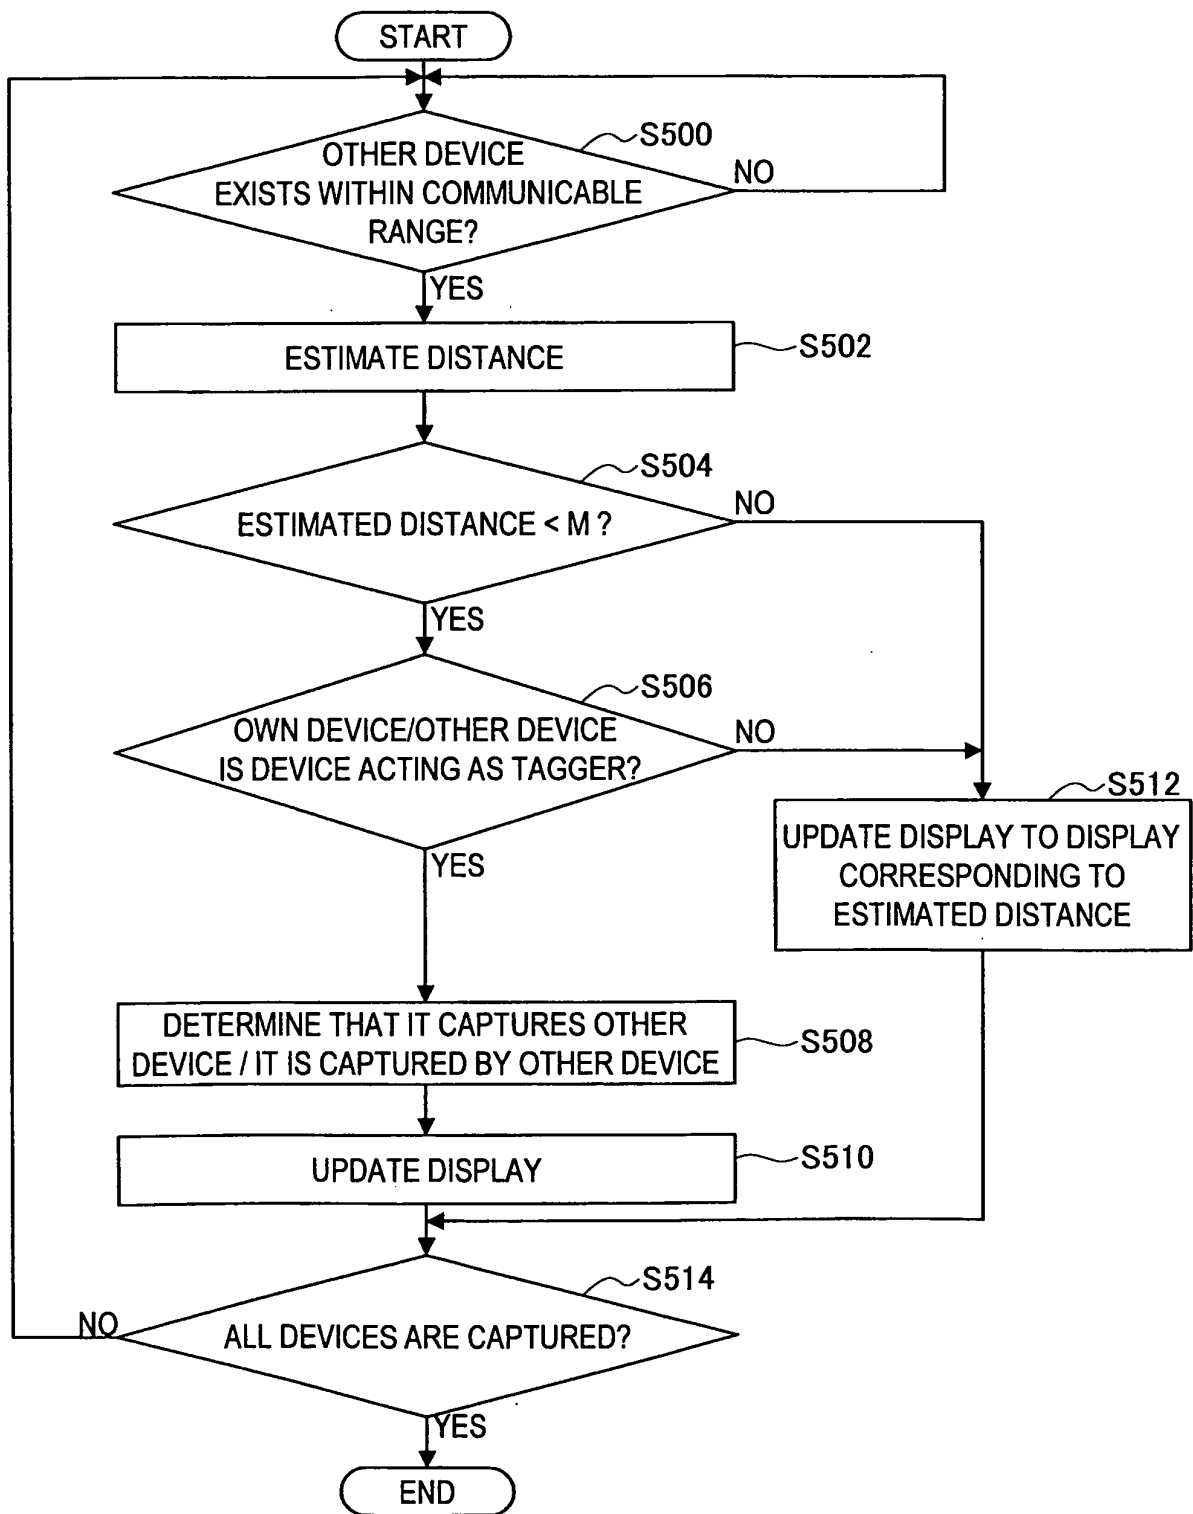 START
S500
OTHER DEVICE
EXISTS WITHIN COMMUNICABLE
RANGE?
NO
YES
ESTIMATE DISTANCE
S502
S504
ESTIMATED DISTANCE < M ?
NO
YES
S506
OWN DEVICE/OTHER DEVICE
IS DEVICE ACTING AS TAGGER?
NO
YES
S512
UPDATE DISPLAY TO DISPLAY
CORRESPONDING TO
ESTIMATED DISTANCE
DETERMINE THAT IT CAPTURES OTHER
DEVICE / IT IS CAPTURED BY OTHER DEVICE
S508
UPDATE DISPLAY
S510
S514
ALL DEVICES ARE CAPTURED?
NO
YES
END